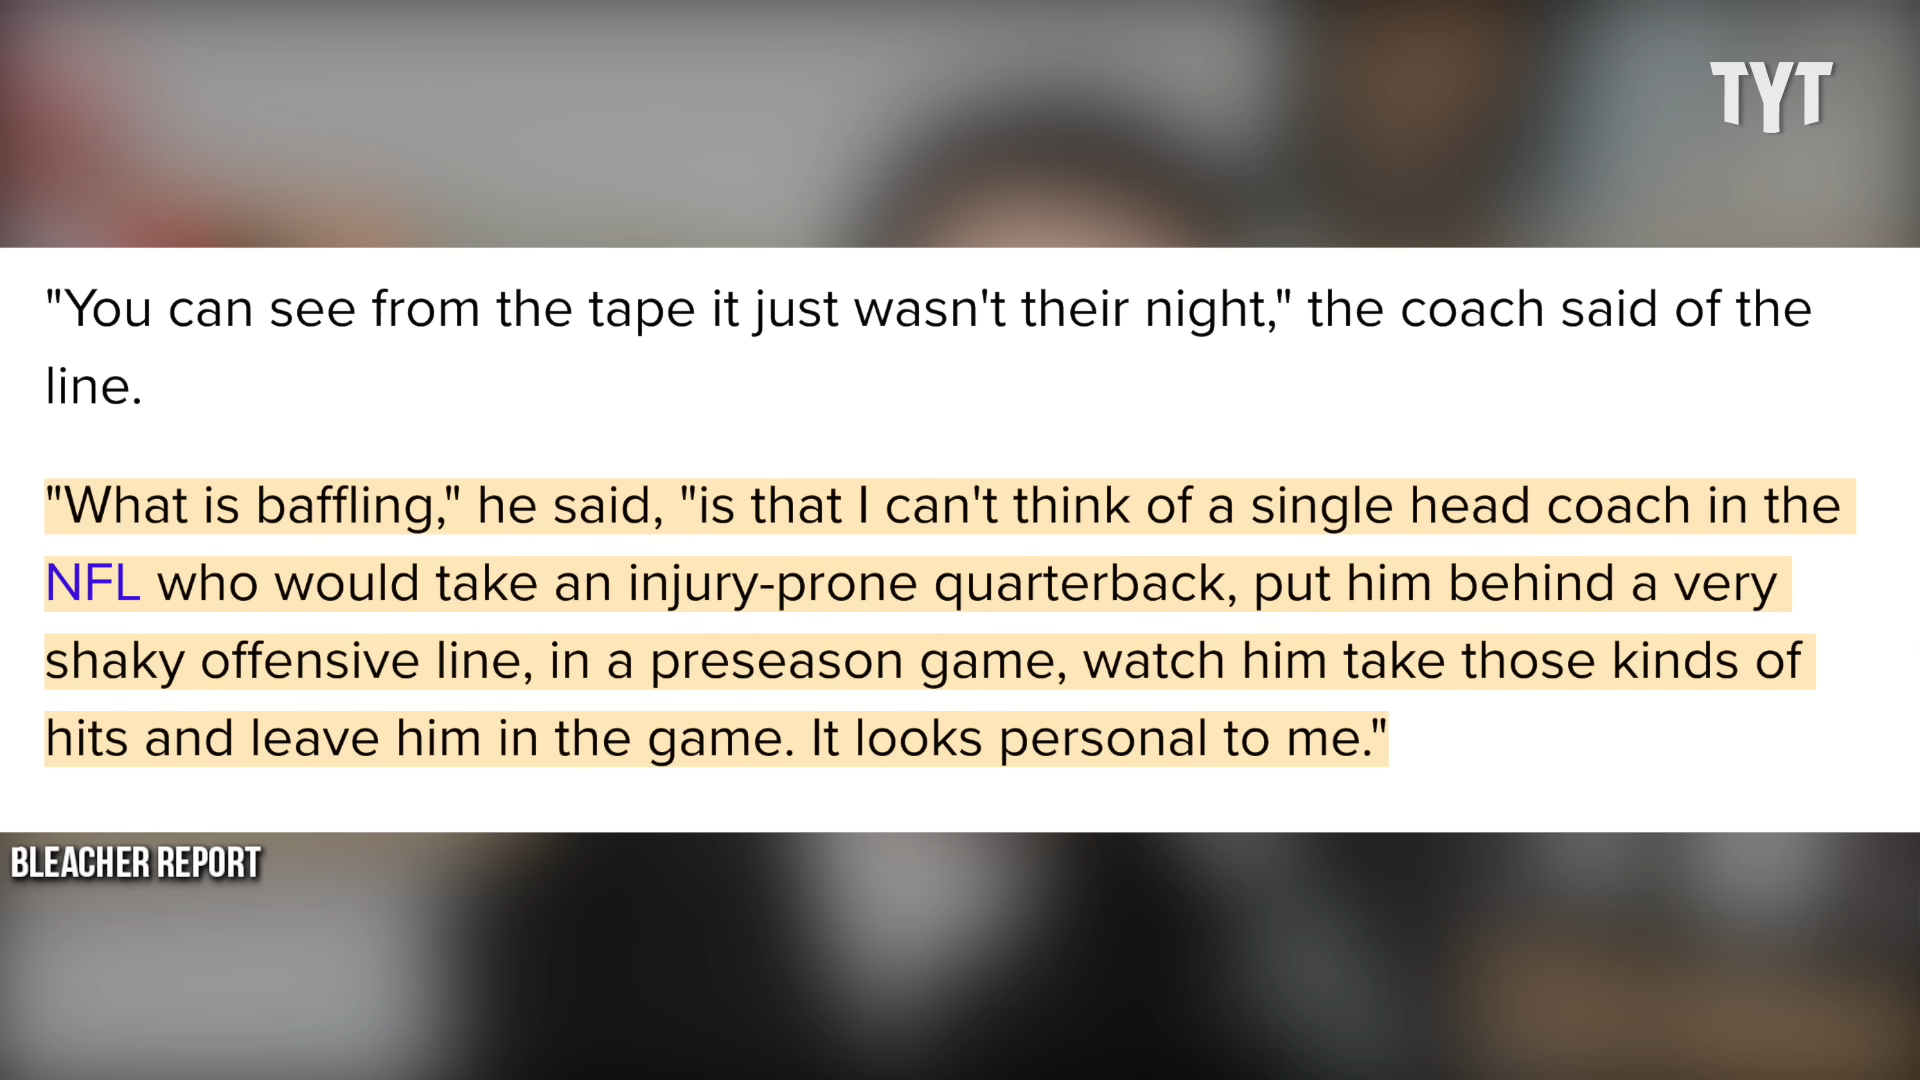 TYT
"You can see from the tape it just wasn't their night," the coach said of the
line.
"What is baffling," he said, "is that I can't think of a single head coach in the
NFL who would take an injury-prone quarterback, put him behind a very
shaky offensive line, in a preseason game, watch him take those kinds of
hits and leave him in the game. It looks personal to me."
BLEACHER REPORT